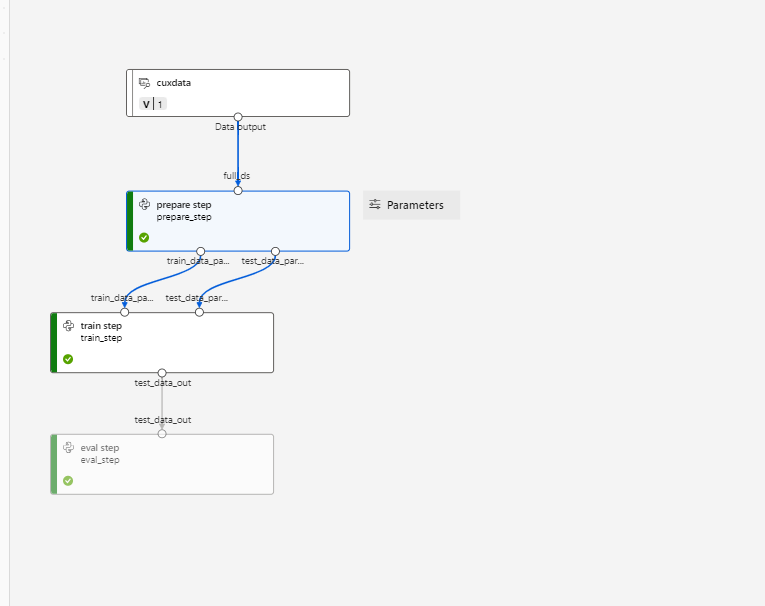 cuxdata
V | 1
Data output
full_ds
prepare step
prepare_step
Parameters
train_data_pa... test_data_par...
train_data_pa... test_data_par...
train step
train_step
test_data_out
test_data_out
eval step
eval_step